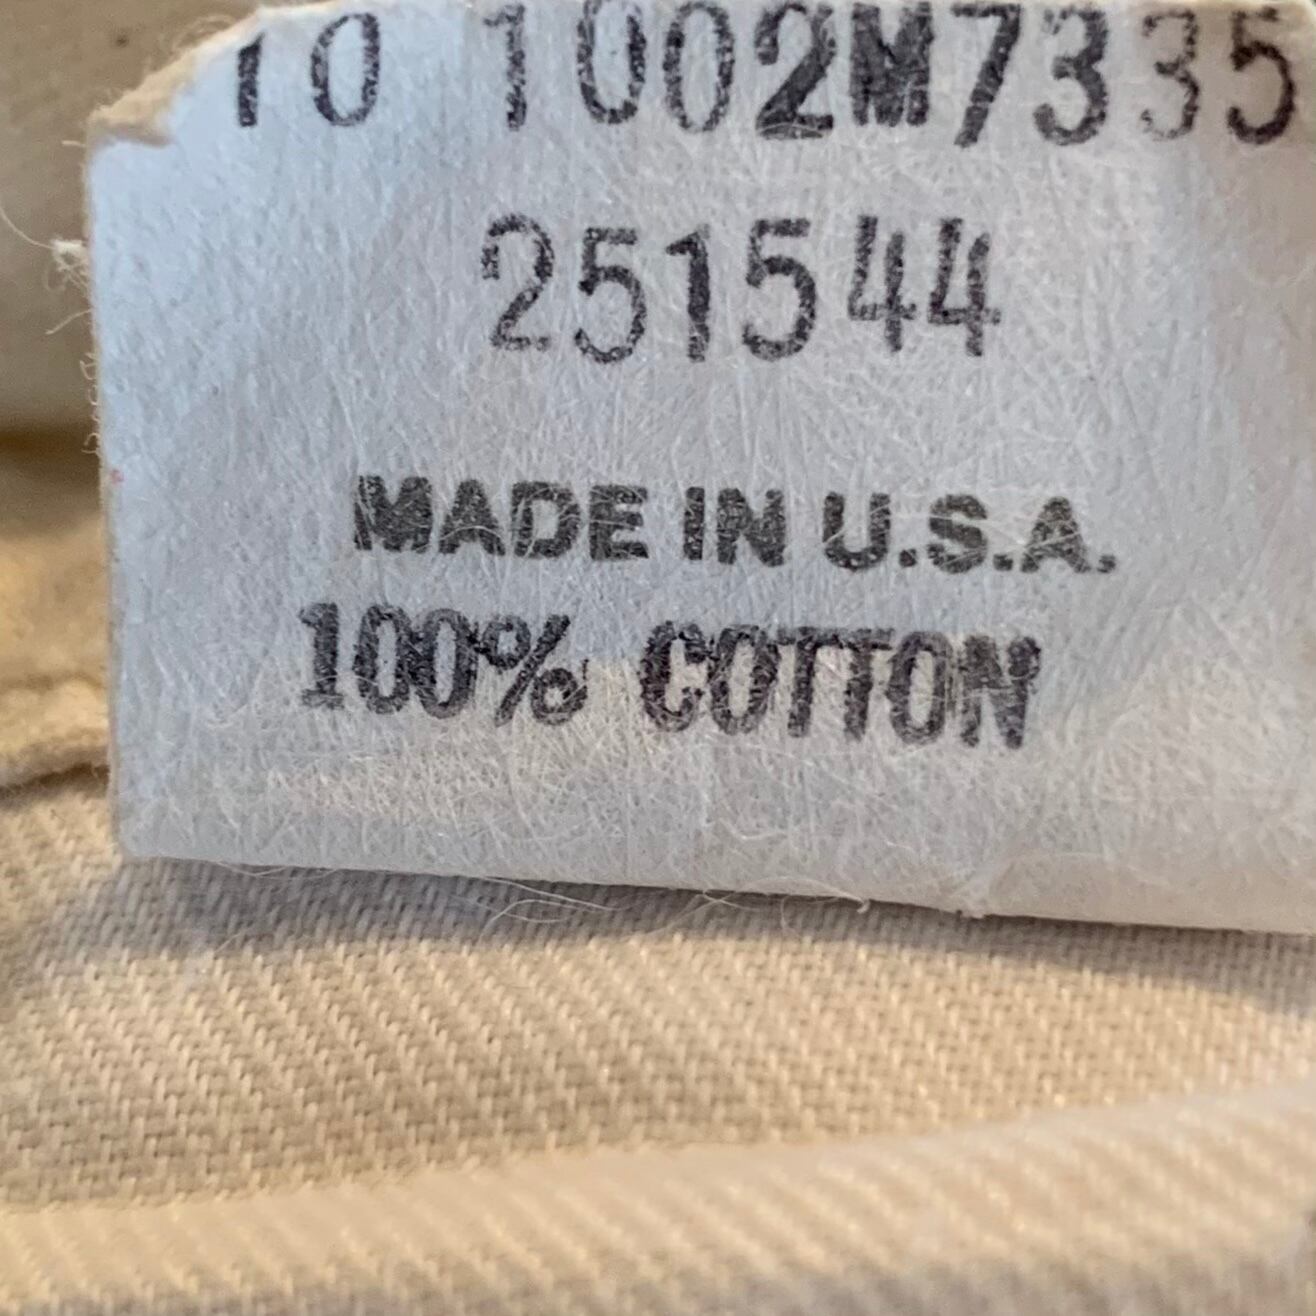 10 1002M7335
251544
MADE IN U.S.A.
100% COTTON